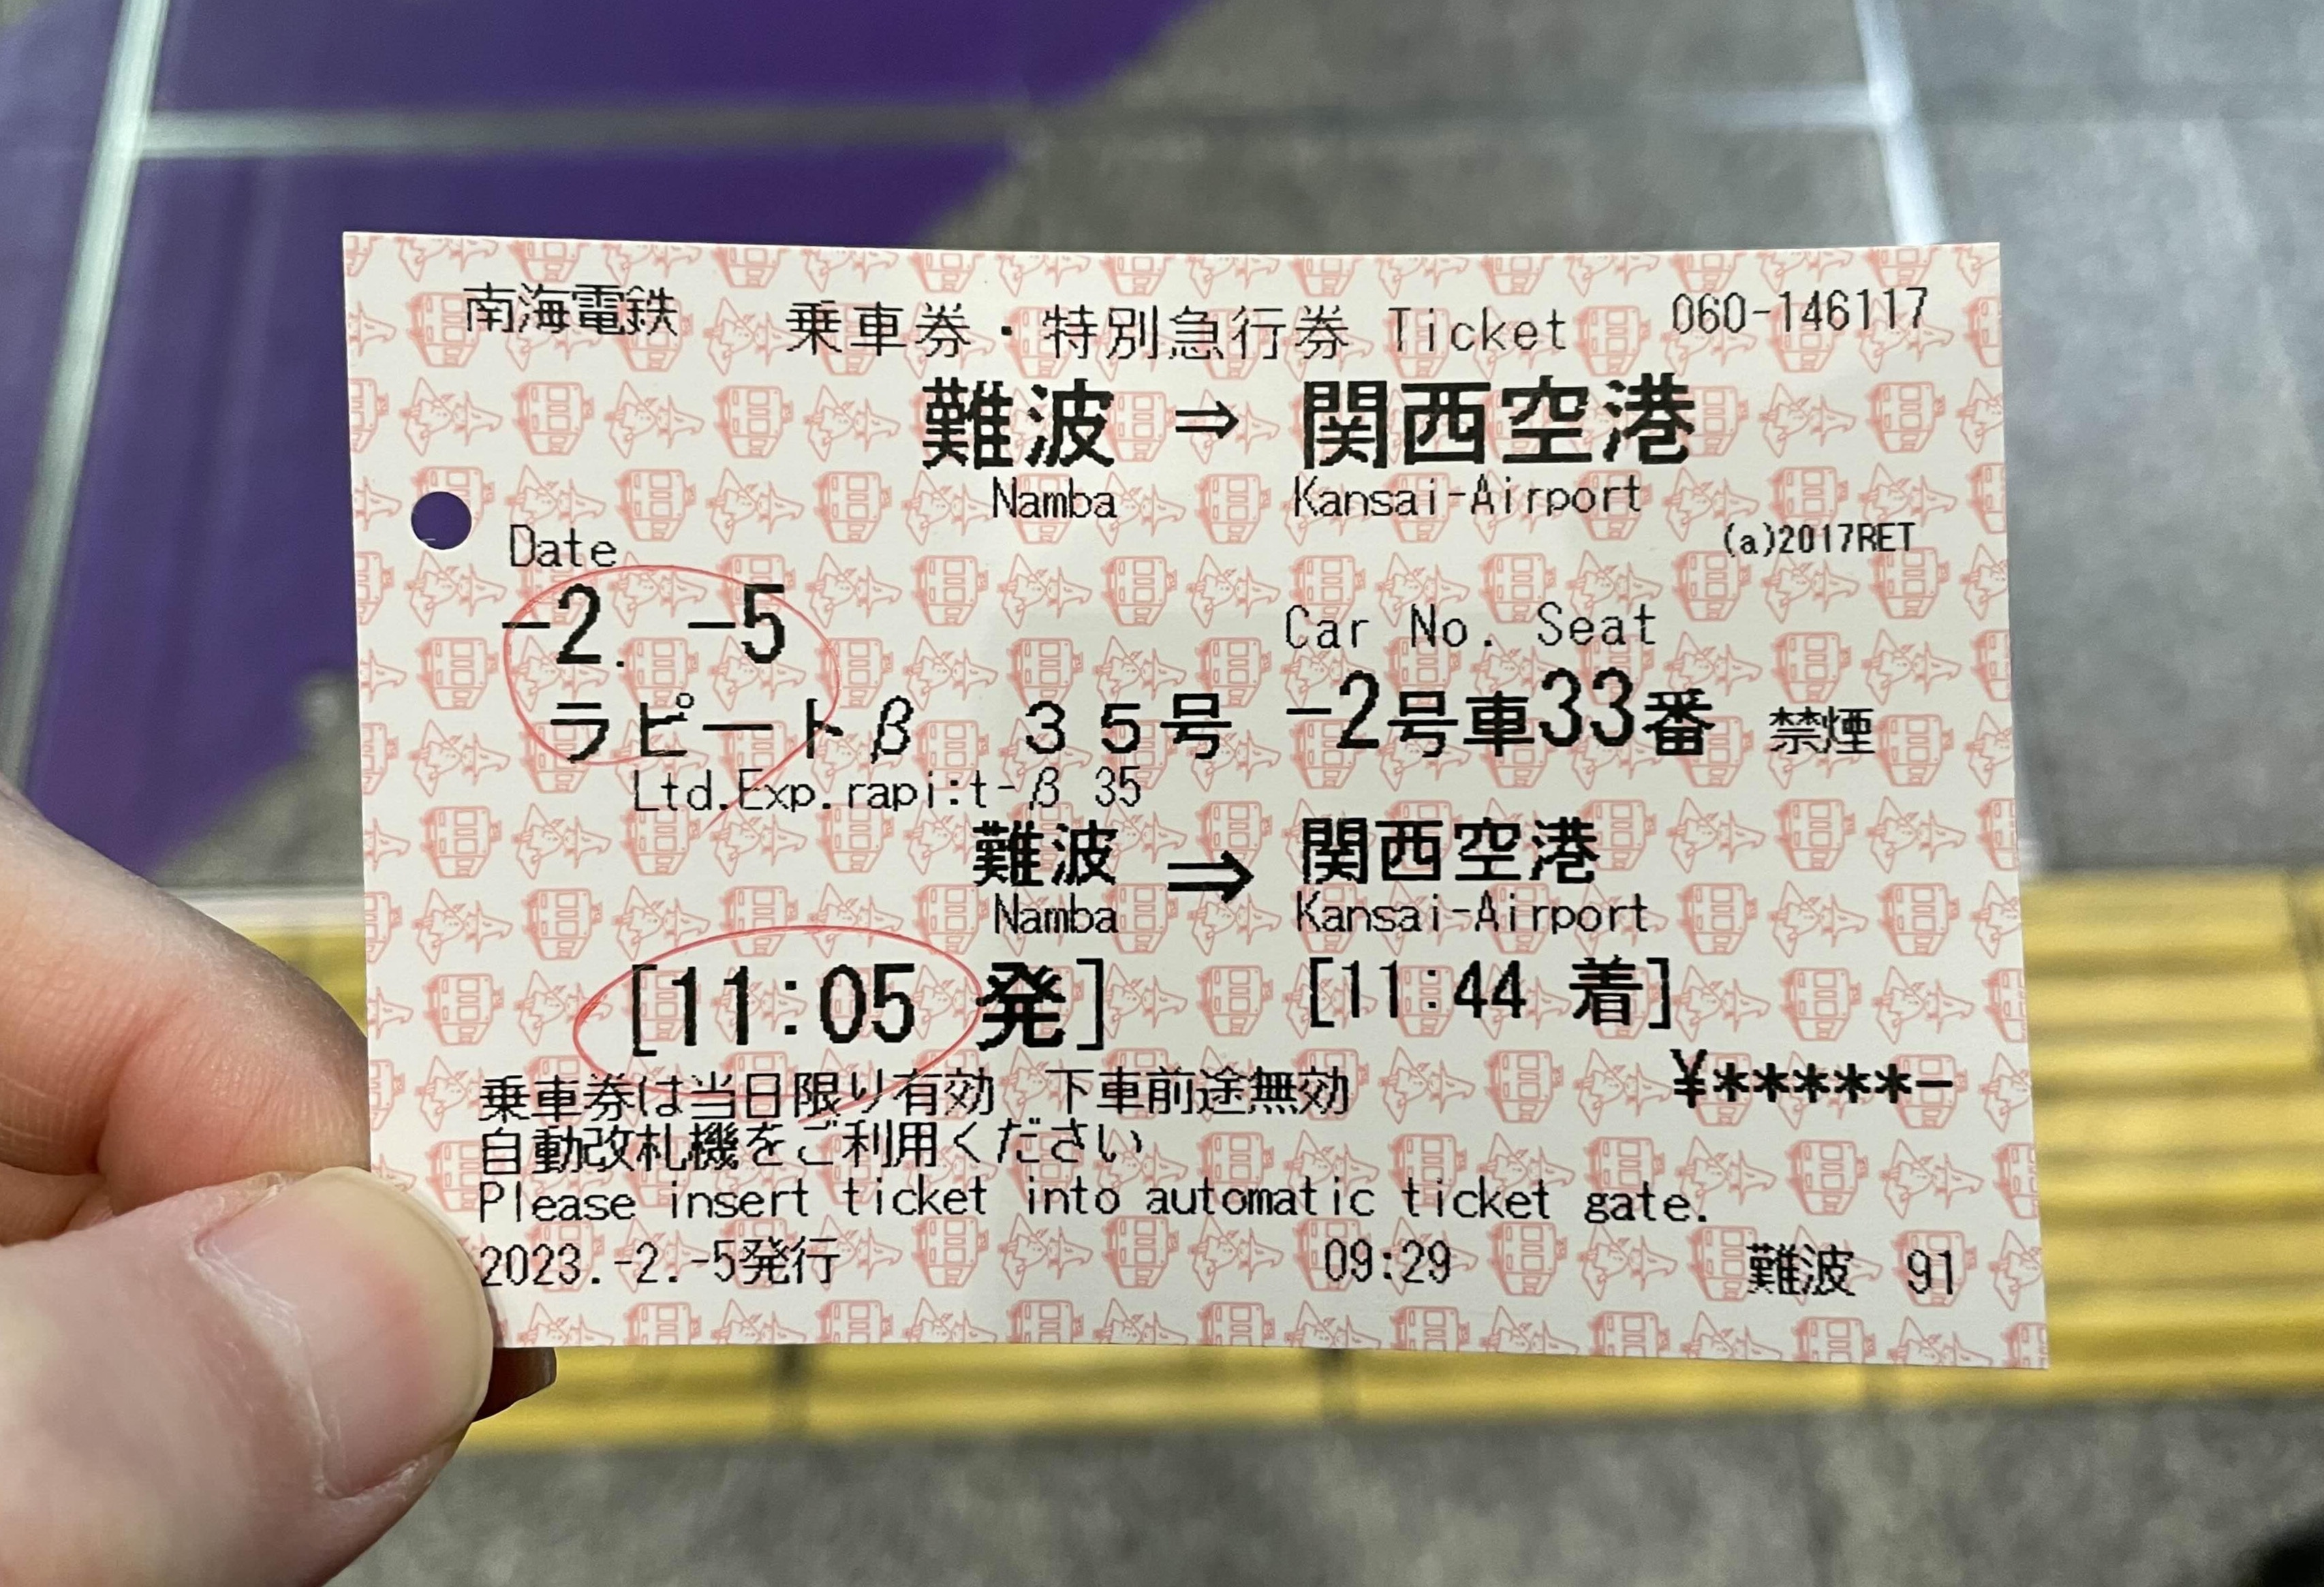 南海電鉄 乗車券・特別急行券 Ticket 060-146117
難波 ⇒ 関西空港
Namba Kansai-Airport
(a)2017RET
Date
-2. -5 Car No. Seat
ラピートβ 35号 -2号車33番 禁煙
Ltd.Exp.rapi:t-β 35
難波 ⇒ 関西空港
Namba Kansai-Airport
[11:05 発] [11:44 着]
¥*****-
乗車券は当日限り有効 下車前途無効
自動改札機をご利用ください
Please insert ticket into automatic ticket gate.
2023.-2.-5発行 09:29 難波 91